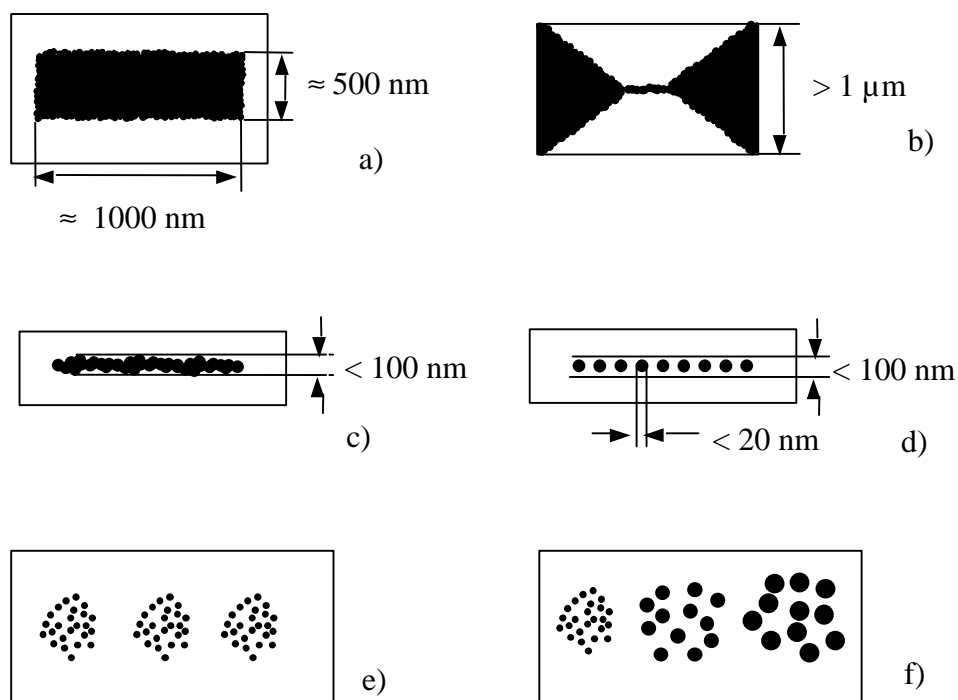 ≈ 500 nm
> 1 µm
a)
b)
≈ 1000 nm
< 100 nm
< 100 nm
c)
< 20 nm
d)
e)
f)